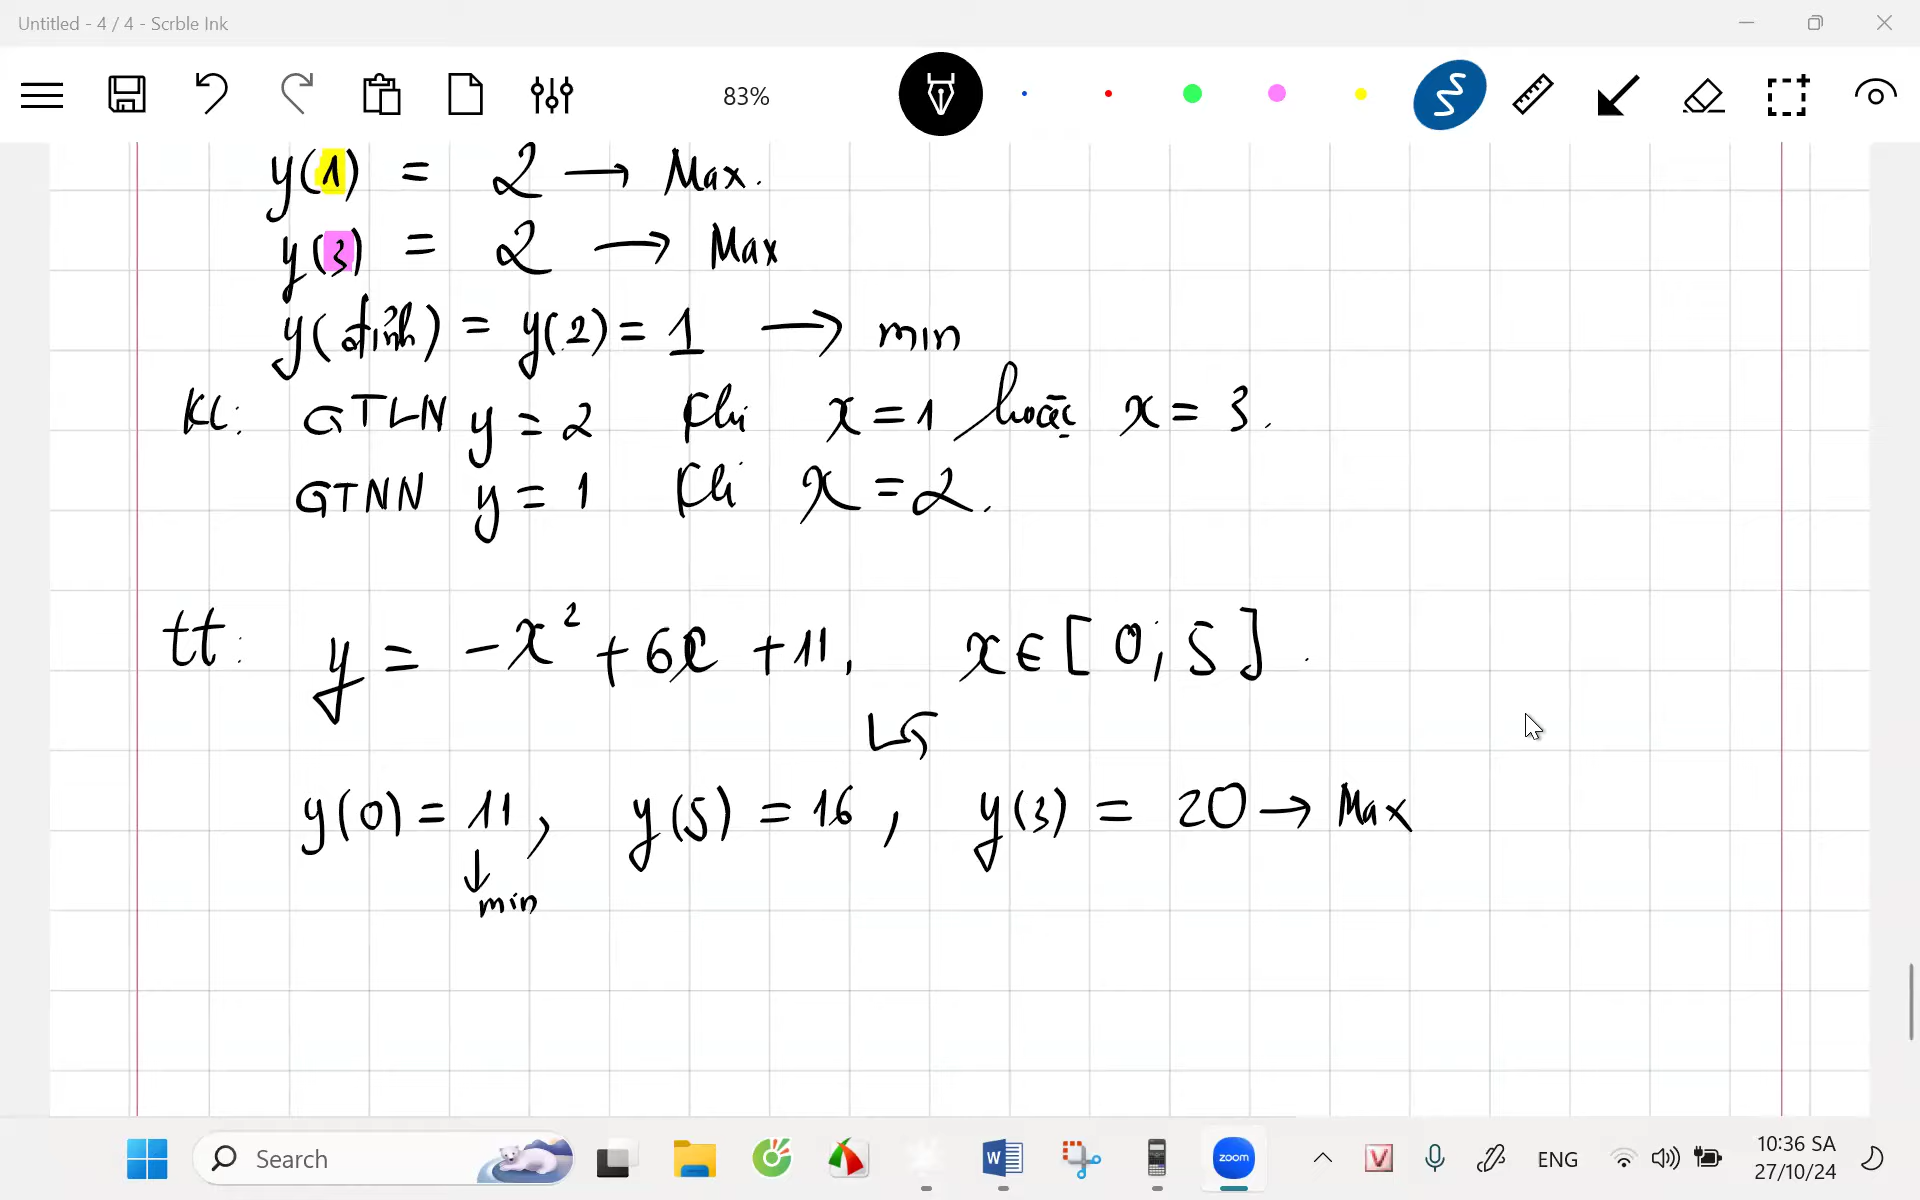 Untitled - 4 / 4 - Scrble Ink
83%
y(1) = 2 → Max.
y(3) = 2 → Max
y(đỉnh) = y(2) = 1 → min
KL: GTLN y = 2 khi x = 1 hoặc x = 3.
GTNN y = 1 khi x = 2.
tt: y = -x² + 6x + 11, x ∈ [0; 5].
LG
y(0) = 11, y(5) = 16, y(3) = 20 → Max
↓
min
Search
zoom
ENG
10:36 SA
27/10/24